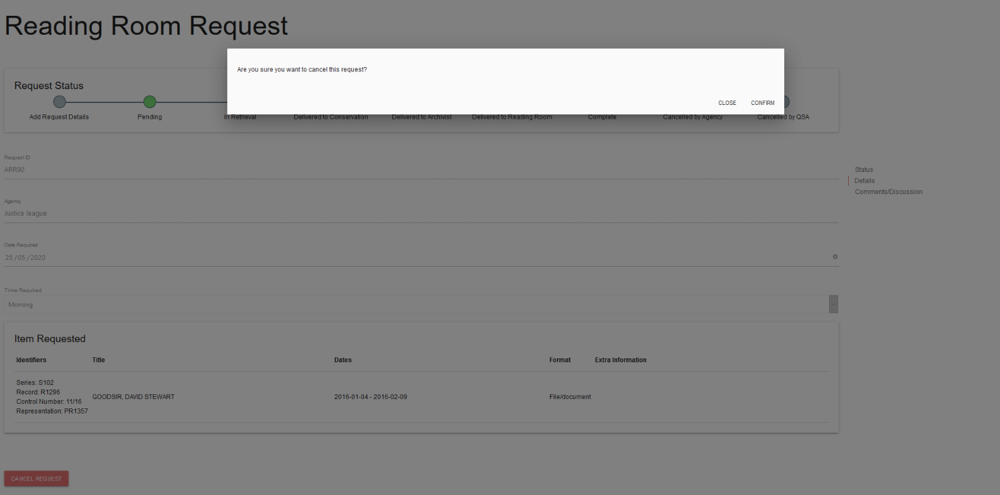 Reading Room Request
Are you sure you want to cancel this request?
CLOSE CONFIRM
Request Status
Add Request Details Pending In Retrieval Delivered to Conservation Delivered to Archivist Delivered to Reading Room Complete Cancelled by Agency Cancelled by QSA
Request ID
ARR90
Status
Details
Comments/Discussion
Agency
Justice league
Date Required
25 / 05 / 2020
Time Required
Morning
Item Requested
Identifiers Title Dates Format Extra Information
Series: S102
Record: R1296
Control Number: 11/16
Representation: PR1357
GOODSIR, DAVID STEWART 2016-01-04 - 2016-02-09 File/document
CANCEL REQUEST